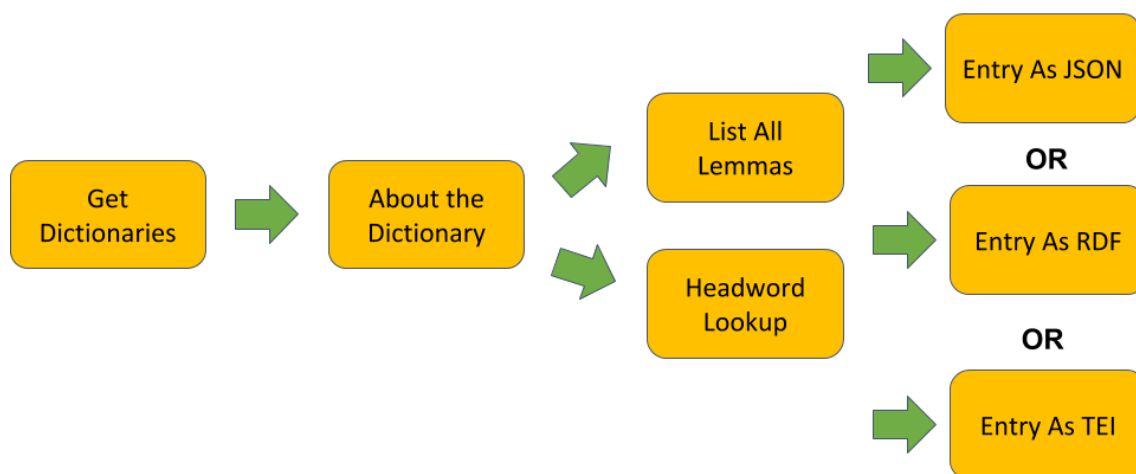 Get
Dictionaries
About the
Dictionary
List All
Lemmas
Headword
Lookup
Entry As JSON
OR
Entry As RDF
OR
Entry As TEI